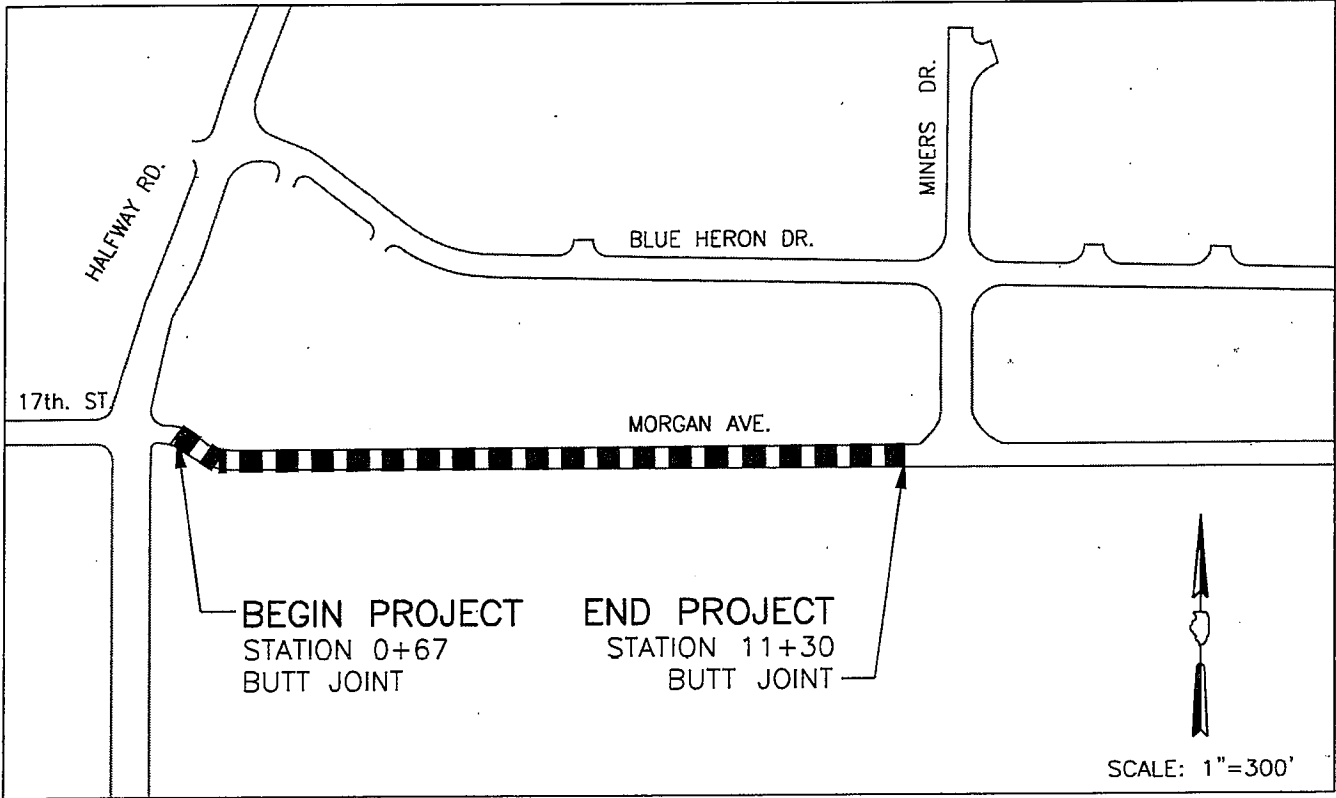 MINERS DR.
HALFWAY RD.
BLUE HERON DR.
17th. ST.
MORGAN AVE.
BEGIN PROJECT
STATION 0+67
BUTT JOINT
END PROJECT
STATION 11+30
BUTT JOINT
SCALE: 1"=300'